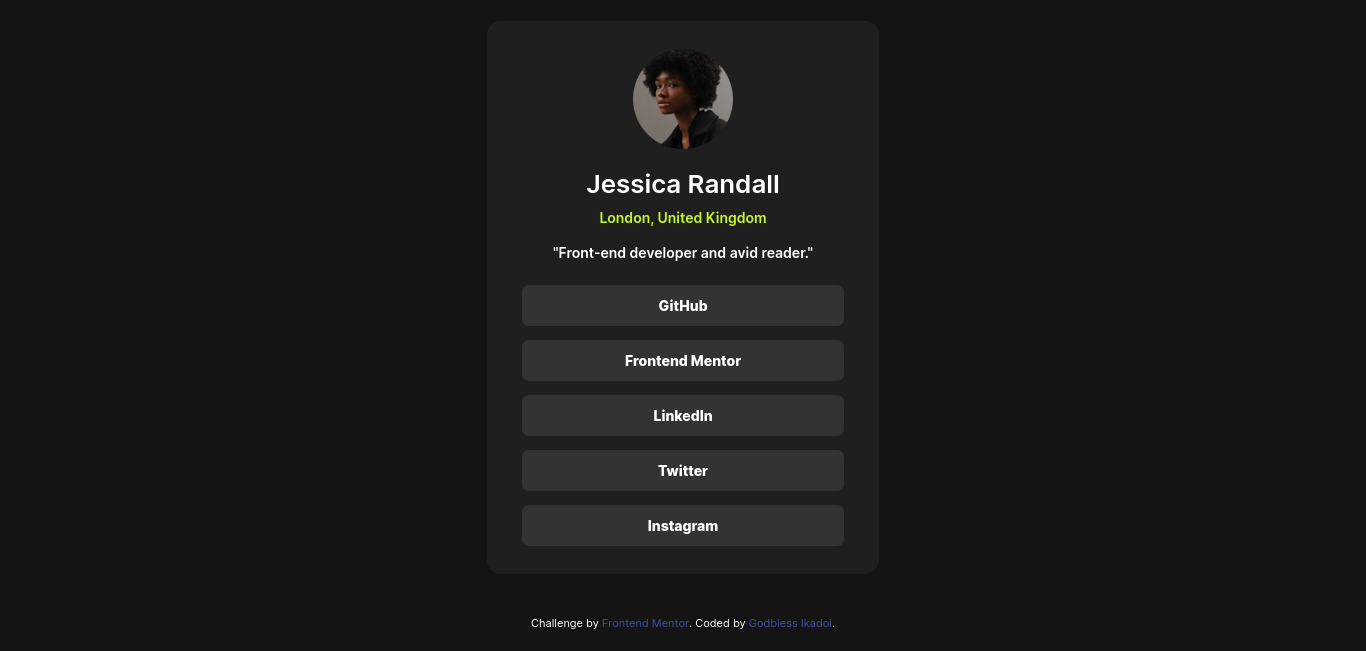 Jessica Randall
London, United Kingdom
"Front-end developer and avid reader."
GitHub
Frontend Mentor
LinkedIn
Twitter
Instagram
Challenge by Frontend Mentor. Coded by Godbless Ikadoi.